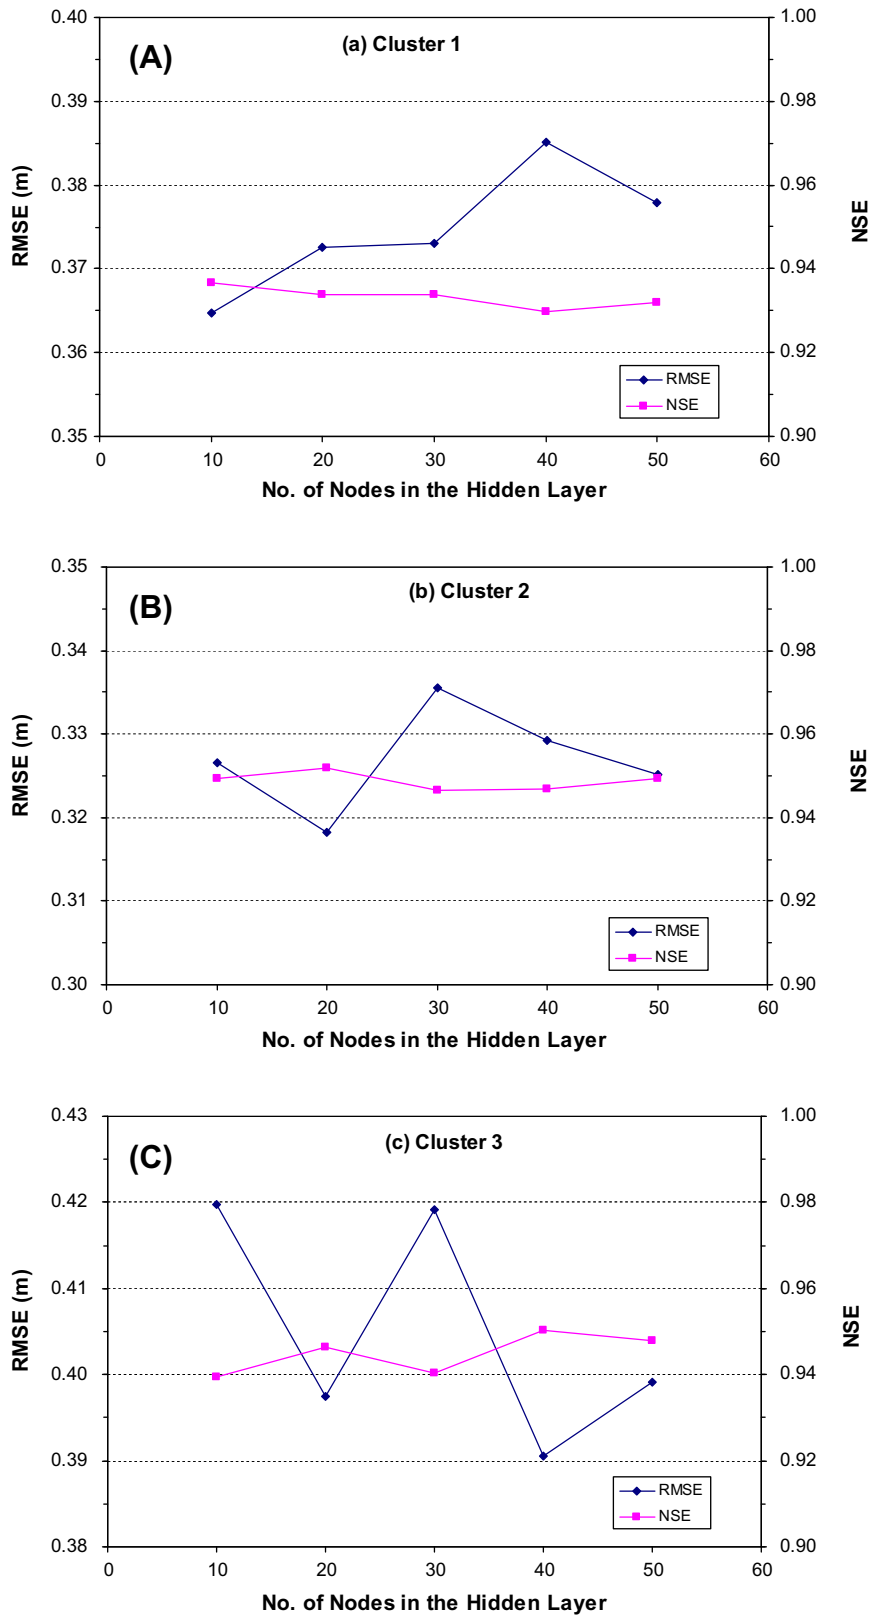 0.40
1.00
(A)
(a) Cluster 1
0.39
0.98
0.38
0.96
RMSE (m)
NSE
0.37
0.94
0.36
0.92
RMSE
NSE
0.35
0.90
0 10 20 30 40 50 60
No. of Nodes in the Hidden Layer
0.35
1.00
(B)
(b) Cluster 2
0.34
0.98
0.33
0.96
RMSE (m)
NSE
0.32
0.94
0.31
0.92
RMSE
NSE
0.30
0.90
0 10 20 30 40 50 60
No. of Nodes in the Hidden Layer
0.43
1.00
(C)
(c) Cluster 3
0.42
0.98
0.41
0.96
RMSE (m)
NSE
0.40
0.94
0.39
0.92
RMSE
NSE
0.38
0.90
0 10 20 30 40 50 60
No. of Nodes in the Hidden Layer